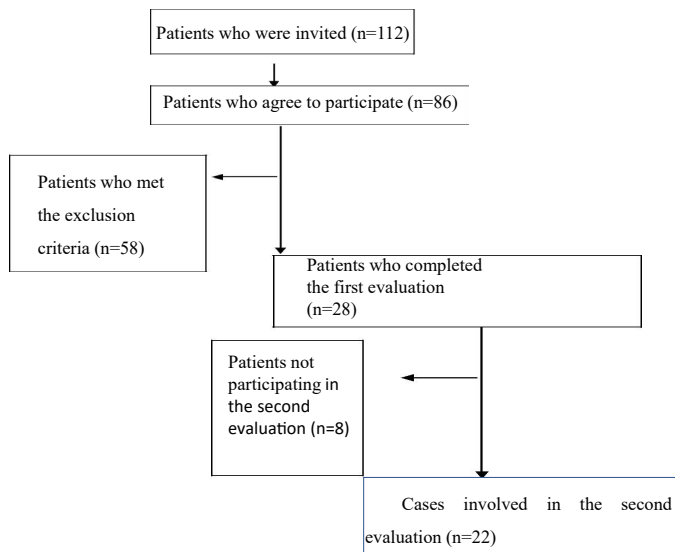 Patients who were invited (n=112)
Patients who agree to participate (n=86)
Patients who met
the exclusion
criteria (n=58)
Patients who completed
the first evaluation
(n=28)
Patients not
participating in
the second
evaluation (n=8)
Cases involved in the second
evaluation (n=22)